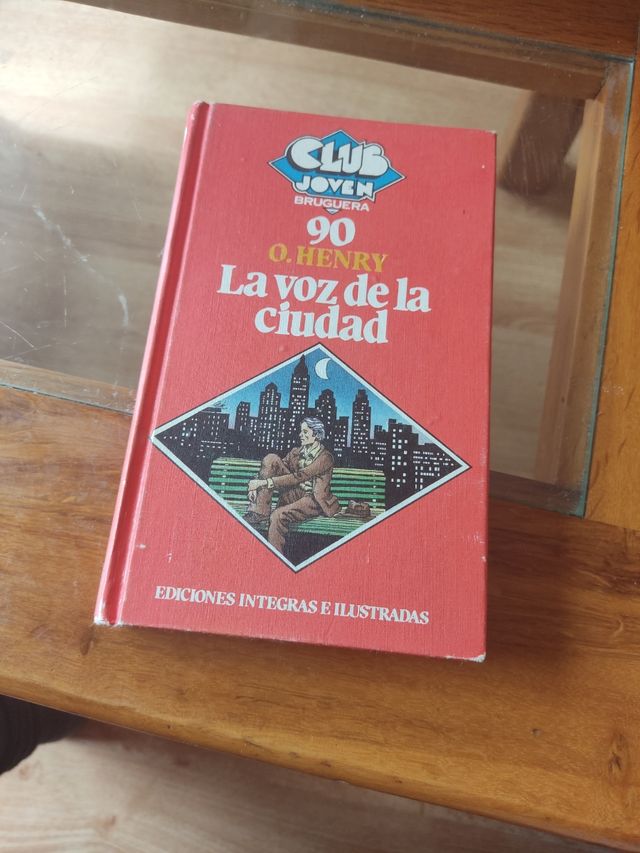 CLUB
JOVEN
BRUGUERA
90
O. HENRY
La voz de la
ciudad
EDICIONES INTEGRAS E ILUSTRADAS